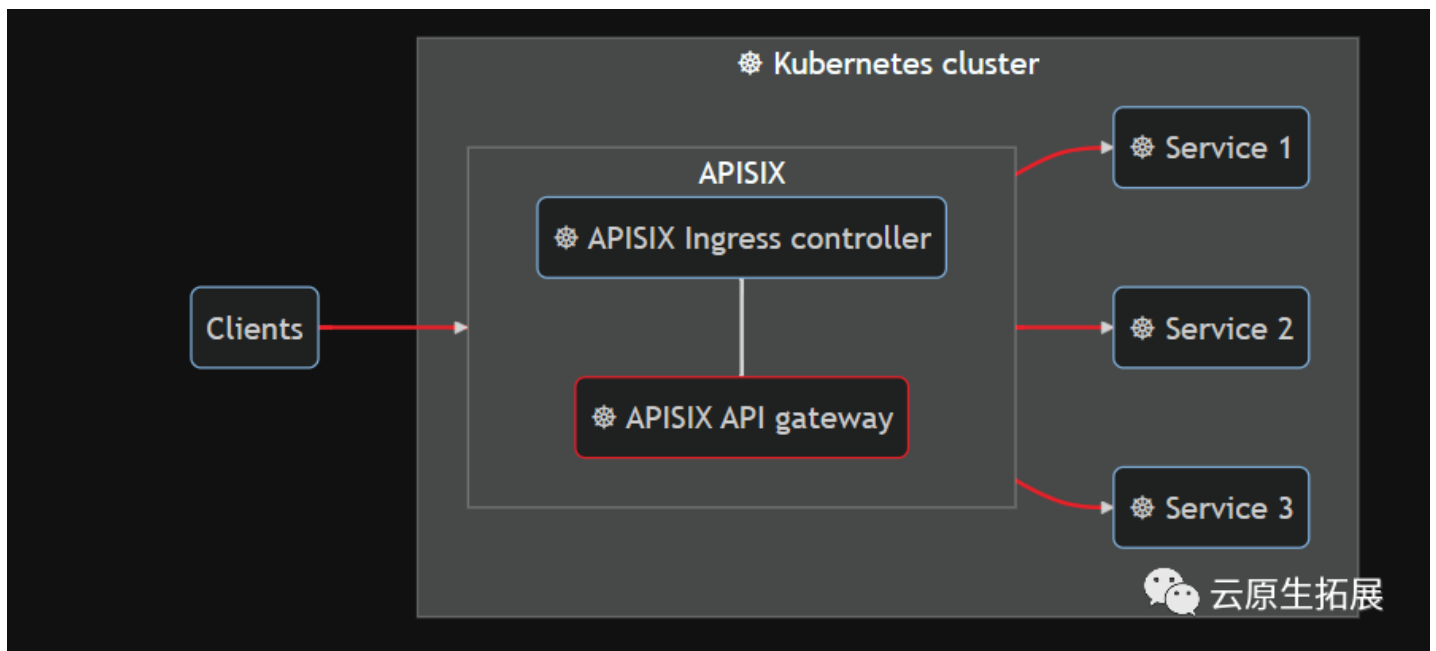 ☸ Kubernetes cluster
☸ Service 1
APISIX
☸ APISIX Ingress controller
Clients
☸ Service 2
☸ APISIX API gateway
☸ Service 3
云原生拓展